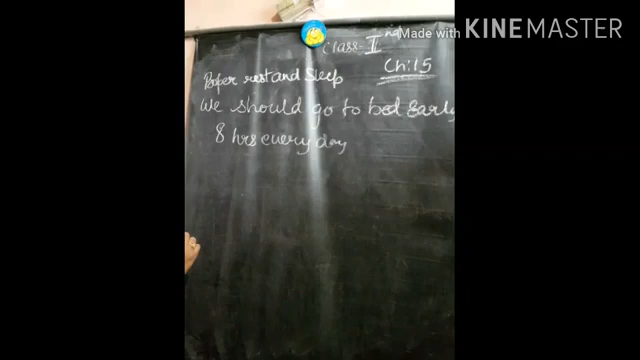 Made with KINEMASTER
Class- II nd
Ch:15
Proper rest and sleep
We should go to bed early
8 hrs every day